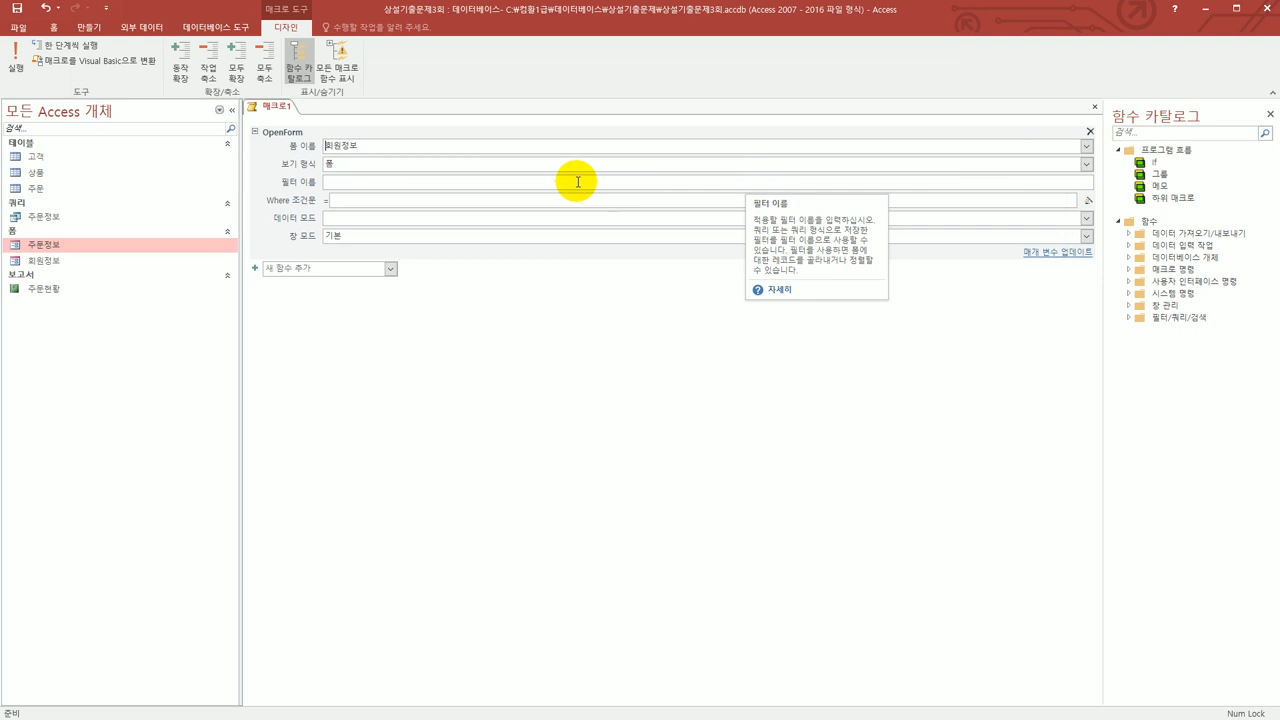 매크로 도구
상설기출문제3회 : 데이터베이스- C:₩컴활1급₩데이터베이스₩상설기출문제₩상설기출문제3회.accdb (Access 2007 - 2016 파일 형식) - Access
파일 홈 만들기 외부 데이터 데이터베이스 도구 디자인 수행할 작업을 알려 주세요.
실행
한 단계씩 실행
매크로를 Visual Basic으로 변환
동작 확장
작업 축소
모두 확장
모두 축소
함수 카탈로그
모든 매크로 함수 표시
도구 확장/축소 표시/숨기기
모든 Access 개체
검색...
테이블
고객
상품
주문
쿼리
주문정보
폼
주문정보
회원정보
보고서
주문현황
매크로1
OpenForm
폼 이름 회원정보
보기 형식 폼
필터 이름
Where 조건문 =
데이터 모드
창 모드 기본
매개 변수 업데이트
새 함수 추가
필터 이름
적용할 필터 이름을 입력하십시오.
쿼리 또는 쿼리 형식으로 저장한
필터를 필터 이름으로 사용할 수
있습니다. 필터를 사용하면 폼에
대한 레코드를 골라내거나 정렬할
수 있습니다.
자세히
함수 카탈로그
검색...
프로그램 흐름
If
그룹
메모
하위 매크로
함수
데이터 가져오기/내보내기
데이터 입력 작업
데이터베이스 개체
매크로 명령
사용자 인터페이스 명령
시스템 명령
창 관리
필터/쿼리/검색
준비
Num Lock